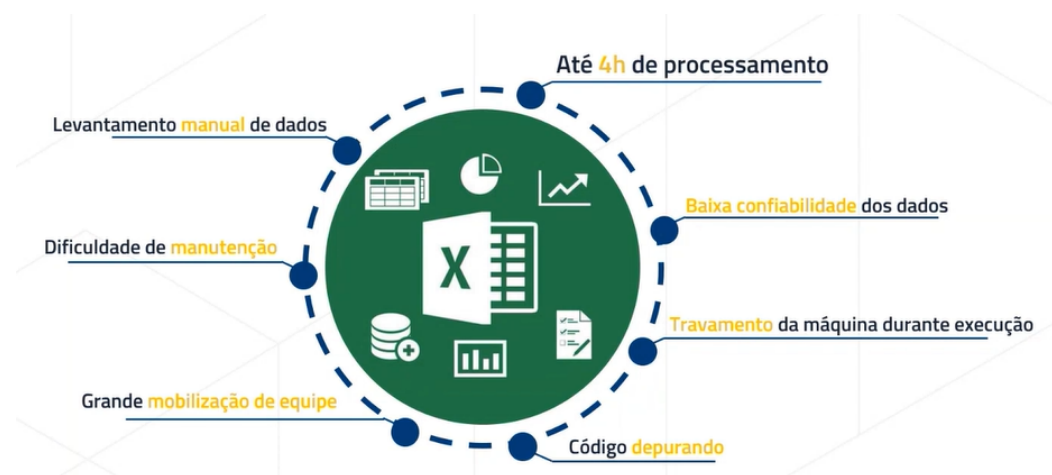 Até 4h de processamento
Levantamento manual de dados
Baixa confiabilidade dos dados
Dificuldade de manutenção
X
Travamento da máquina durante execução
Grande mobilização de equipe
Código depurando